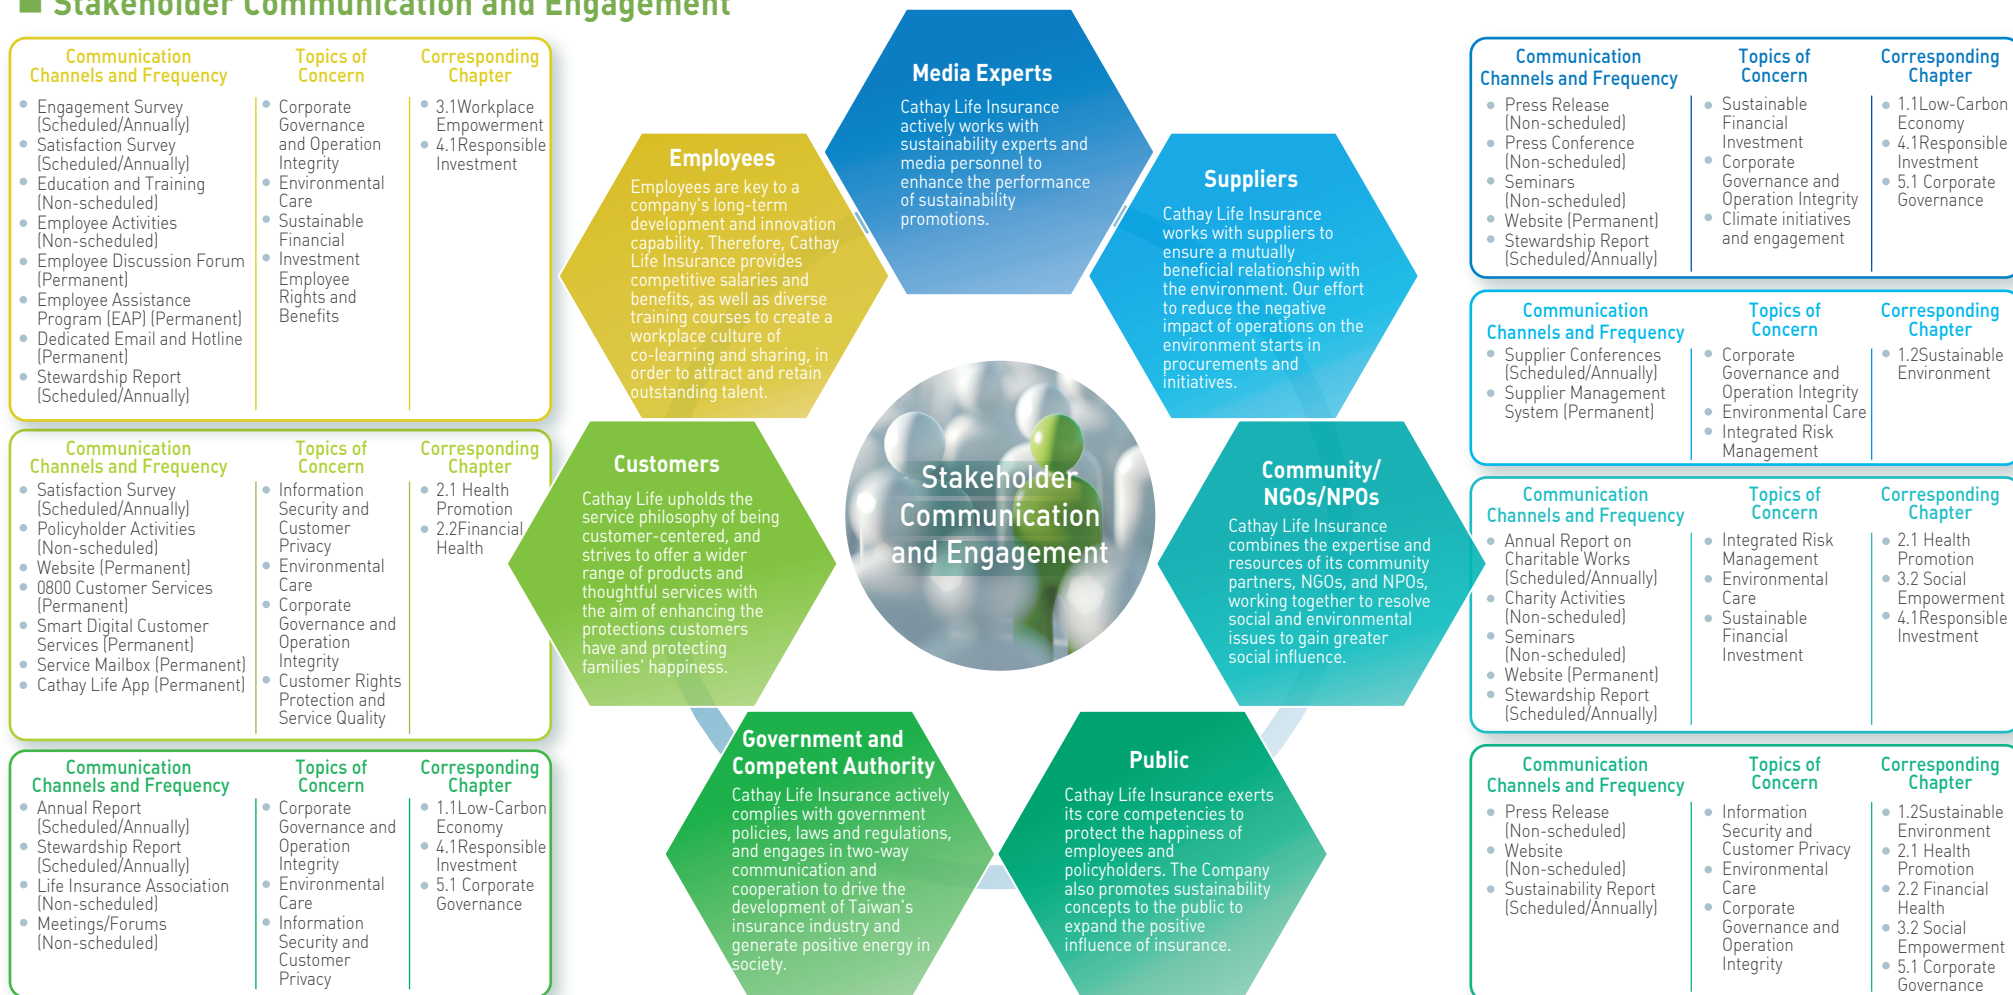 Stakeholder Communication and Engagement
Communication
Channels and Frequency
Engagement Survey
(Scheduled/Annually)
Satisfaction Survey
(Scheduled/Annually)
Education and Training
(Non-scheduled)
Employee Activities
(Non-scheduled)
Employee Discussion Forum
(Permanent)
Employee Assistance
Program (EAP) (Permanent)
Dedicated Email and Hotline
(Permanent)
Stewardship Report
(Scheduled/Annually)
Topics of
Concern
Corporate
Governance
and Operation
Integrity
Environmental
Care
Sustainable
Financial
Investment
Employee
Rights and
Benefits
Corresponding
Chapter
3.1Workplace
Empowerment
4.1Responsible
Investment
Communication
Channels and Frequency
Satisfaction Survey
(Scheduled/Annually)
Policyholder Activities
(Non-scheduled)
Website (Permanent)
0800 Customer Services
(Permanent)
Smart Digital Customer
Services (Permanent)
Service Mailbox (Permanent)
Cathay Life App (Permanent)
Topics of
Concern
Information
Security and
Customer
Privacy
Environmental
Care
Corporate
Governance and
Operation
Integrity
Customer Rights
Protection and
Service Quality
Corresponding
Chapter
2.1 Health
Promotion
2.2Financial
Health
Communication
Channels and Frequency
Annual Report
(Scheduled/Annually)
Stewardship Report
(Scheduled/Annually)
Life Insurance Association
(Non-scheduled)
Meetings/Forums
(Non-scheduled)
Topics of
Concern
Corporate
Governance and
Operation
Integrity
Environmental
Care
Information
Security and
Customer
Privacy
Corresponding
Chapter
1.1Low-Carbon
Economy
4.1Responsible
Investment
5.1 Corporate
Governance
Media Experts
Cathay Life Insurance
actively works with
sustainability experts and
media personnel to
enhance the performance
of sustainability
promotions.
Employees
Employees are key to a
company's long-term
development and innovation
capability. Therefore, Cathay
Life Insurance provides
competitive salaries and
benefits, as well as diverse
training courses to create a
workplace culture of
co-learning and sharing, in
order to attract and retain
outstanding talent.
Suppliers
Cathay Life Insurance
works with suppliers to
ensure a mutually
beneficial relationship with
the environment. Our effort
to reduce the negative
impact of operations on the
environment starts in
procurements and
initiatives.
Customers
Cathay Life upholds the
service philosophy of being
customer-centered, and
strives to offer a wider
range of products and
thoughtful services with
the aim of enhancing the
protections customers
have and protecting
families' happiness.
Stakeholder
Communication
and Engagement
Community/
NGOs/NPOs
Cathay Life Insurance
combines the expertise and
resources of its community
partners, NGOs, and NPOs,
working together to resolve
social and environmental
issues to gain greater
social influence.
Government and
Competent Authority
Cathay Life Insurance actively
complies with government
policies, laws and regulations,
and engages in two-way
communication and
cooperation to drive the
development of Taiwan's
insurance industry and
generate positive energy in
society.
Public
Cathay Life Insurance exerts
its core competencies to
protect the happiness of
employees and
policyholders. The Company
also promotes sustainability
concepts to the public to
expand the positive
influence of insurance.
Communication
Channels and Frequency
Press Release
(Non-scheduled)
Press Conference
(Non-scheduled)
Seminars
(Non-scheduled)
Website (Permanent)
Stewardship Report
(Scheduled/Annually)
Topics of
Concern
Sustainable
Financial
Investment
Corporate
Governance and
Operation Integrity
Climate initiatives
and engagement
Corresponding
Chapter
1.1Low-Carbon
Economy
4.1Responsible
Investment
5.1 Corporate
Governance
Communication
Channels and Frequency
Supplier Conferences
(Scheduled/Annually)
Supplier Management
System (Permanent)
Topics of
Concern
Corporate
Governance and
Operation Integrity
Environmental Care
Integrated Risk
Management
Corresponding
Chapter
1.2Sustainable
Environment
Communication
Channels and Frequency
Annual Report on
Charitable Works
(Scheduled/Annually)
Charity Activities
(Non-scheduled)
Seminars
(Non-scheduled)
Website (Permanent)
Stewardship Report
(Scheduled/Annually)
Topics of
Concern
Integrated Risk
Management
Environmental
Care
Sustainable
Financial
Investment
Corresponding
Chapter
2.1 Health
Promotion
3.2 Social
Empowerment
4.1Responsible
Investment
Communication
Channels and Frequency
Press Release
(Non-scheduled)
Website
(Non-scheduled)
Sustainability Report
(Scheduled/Annually)
Topics of
Concern
Information
Security and
Customer Privacy
Environmental
Care
Corporate
Governance and
Operation
Integrity
Corresponding
Chapter
1.2Sustainable
Environment
2.1 Health
Promotion
2.2 Financial
Health
3.2 Social
Empowerment
5.1 Corporate
Governance